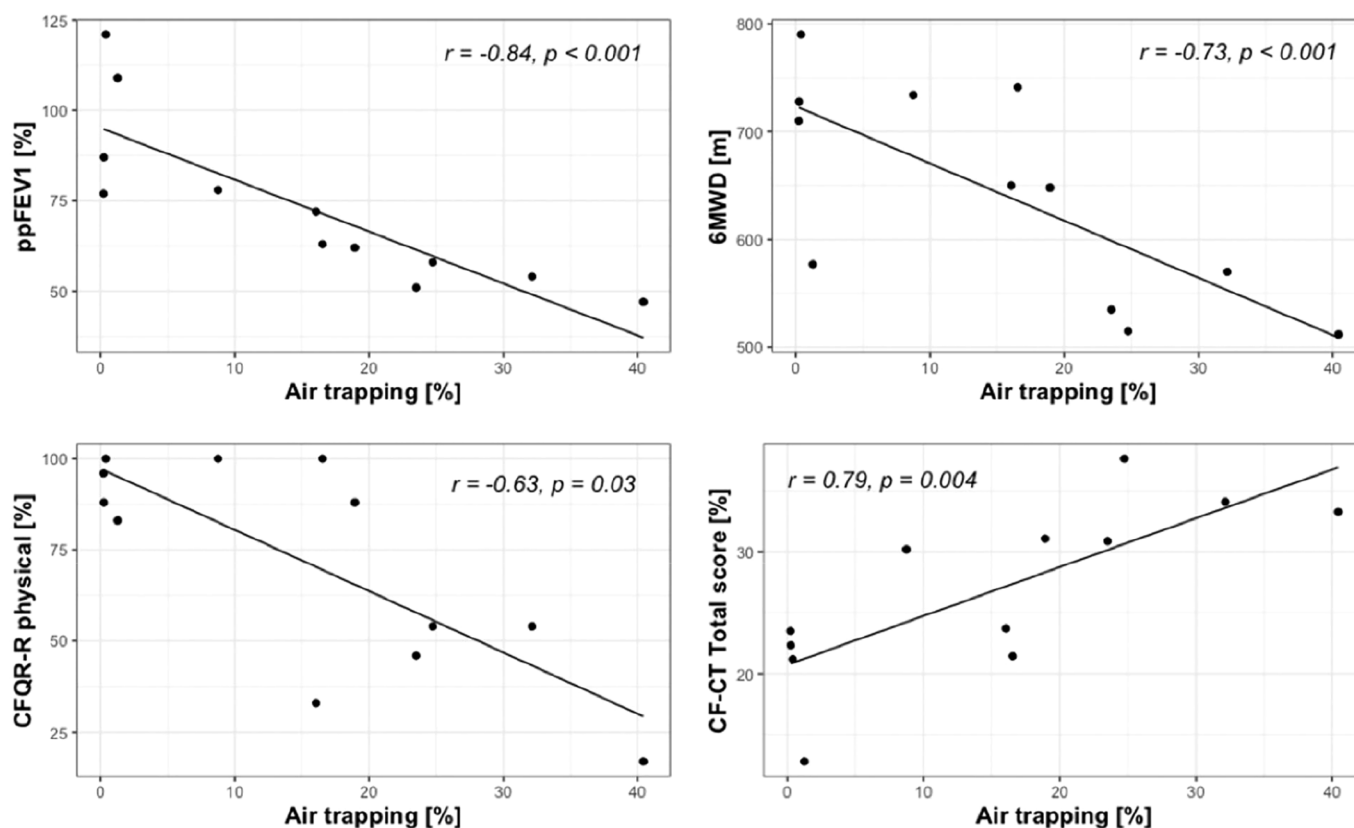 125
100
75
50
ppFEV1 [%]
r = -0.84, p < 0.001
0 10 20 30 40
Air trapping [%]
800
700
600
500
6MWD [m]
r = -0.73, p < 0.001
0 10 20 30 40
Air trapping [%]
100
75
50
25
CFQR-R physical [%]
r = -0.63, p = 0.03
0 10 20 30 40
Air trapping [%]
30
20
CF-CT Total score [%]
r = 0.79, p = 0.004
0 10 20 30 40
Air trapping [%]